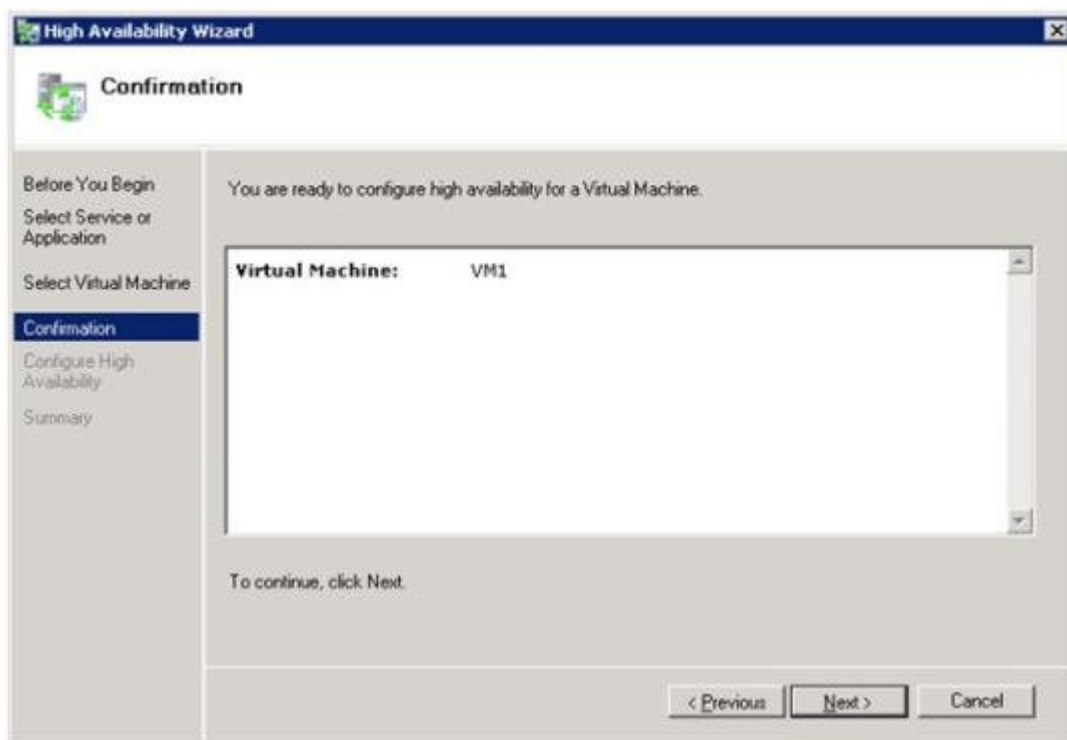 High Availability Wizard
Confirmation
Before You Begin
Select Service or
Application
Select Virtual Machine
Confirmation
Configure High
Availability
Summary
You are ready to configure high availability for a Virtual Machine.
Virtual Machine: VM1
To continue, click Next.
< Previous
Next >
Cancel